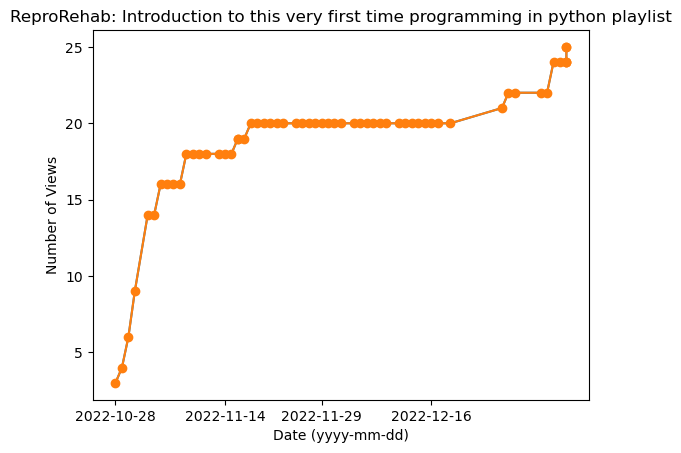 ReproRehab: Introduction to this very first time programming in python playlist
Number of Views
25
20
15
10
5
2022-10-28 2022-11-14 2022-11-29 2022-12-16
Date (yyyy-mm-dd)